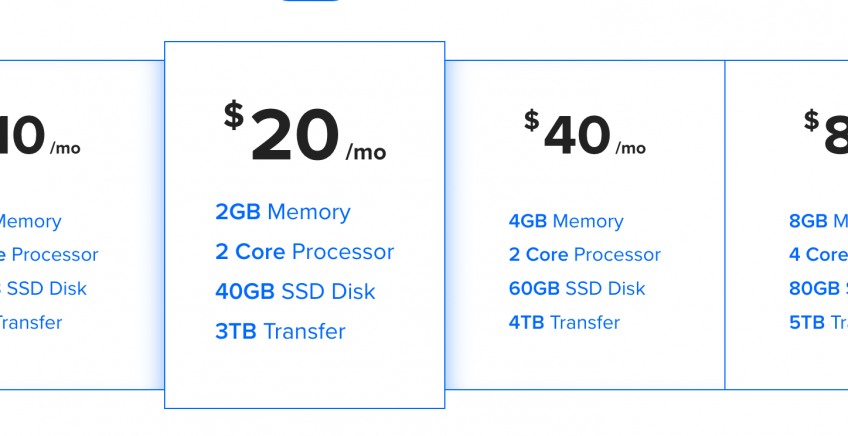 10 /mo
Memory
Processor
SSD Disk
Transfer
$20 /mo
2GB Memory
2 Core Processor
40GB SSD Disk
3TB Transfer
$40 /mo
4GB Memory
2 Core Processor
60GB SSD Disk
4TB Transfer
$8
8GB M
4 Core
80GB
5TB Tr